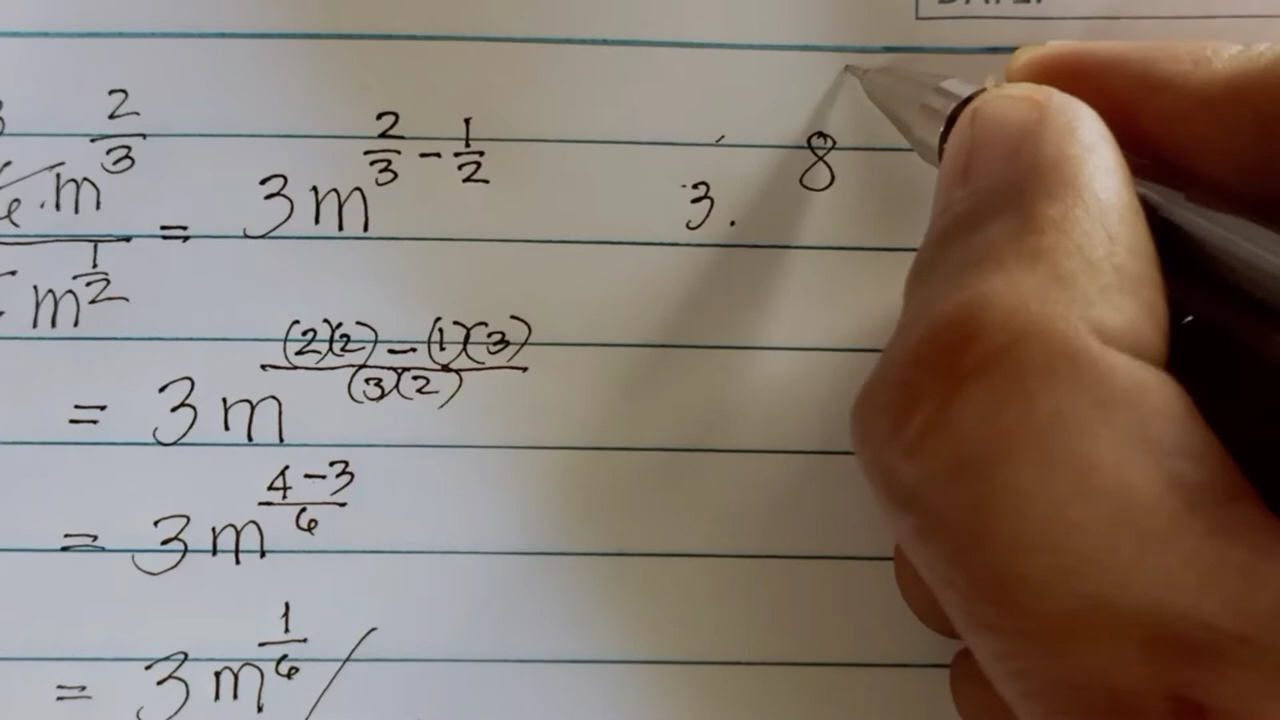 m^(2/3) / m^(1/2) = 3m^(2/3 - 1/2)
= 3m^(((2)(2) - (1)(3)) / (3)(2))
= 3m^((4-3)/6)
= 3m^(1/6) /
3. 8